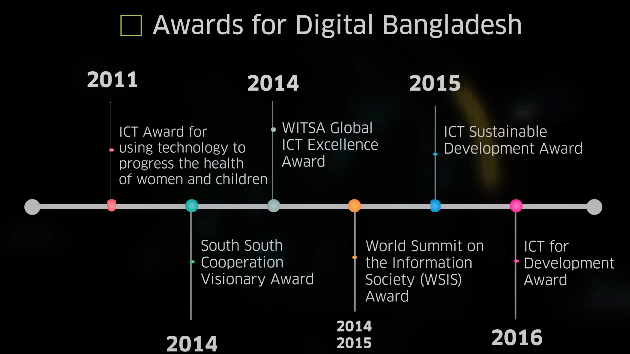 Awards for Digital Bangladesh
2011
2014
2015
ICT Award for
using technology to
progress the health
of women and children
WITSA Global
ICT Excellence
Award
ICT Sustainable
Development Award
South South
Cooperation
Visionary Award
World Summit on
the Information
Society (WSIS)
Award
ICT for
Development
Award
2014
2014
2015
2016